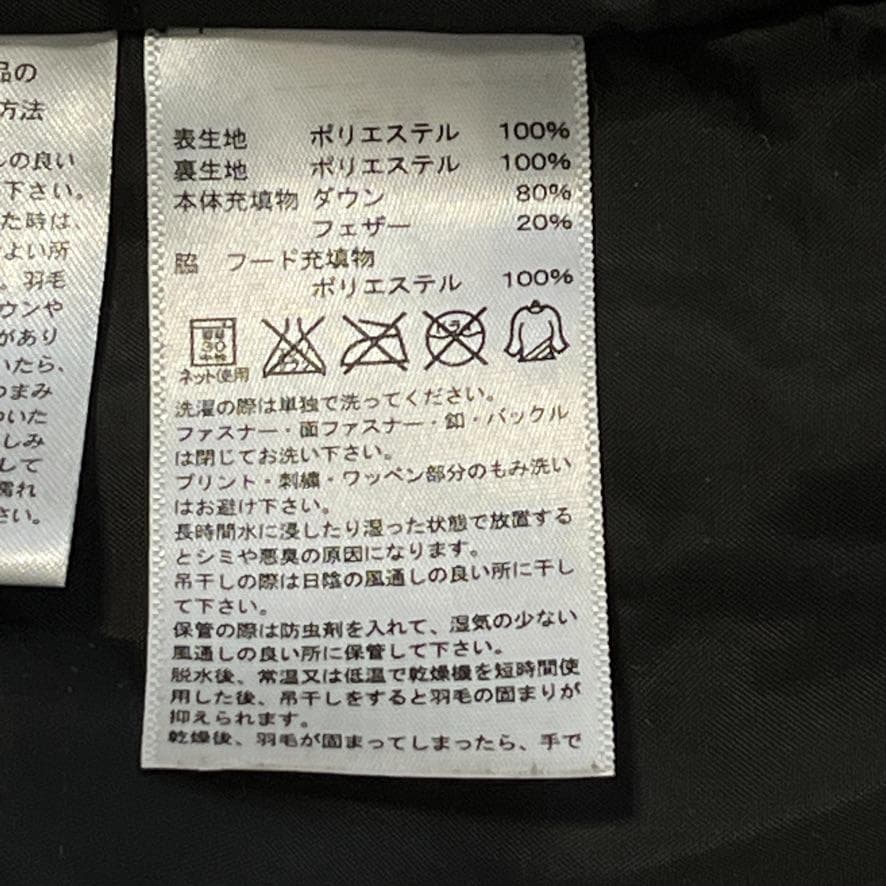 品の
方法
しの良い
下さい。
た時は、
よい所
。羽毛
ウンや
があり
いたら、
つまみ
ついた
しみ
して
濡れ
さい。
表生地 ポリエステル 100%
裏生地 ポリエステル 100%
本体充填物 ダウン 80%
フェザー 20%
脇 フード充填物
ポリエステル 100%
30
中性
エンソ
ドライ
ネット使用
洗濯の際は単独で洗ってください。
ファスナー・面ファスナー・釦・バックル
は閉じてお洗い下さい。
プリント・刺繍・ワッペン部分のもみ洗い
はお避け下さい。
長時間水に浸したり湿った状態で放置する
とシミや悪臭の原因になります。
吊干しの際は日陰の風通しの良い所に干し
て下さい。
保管の際は防虫剤を入れて、湿気の少ない
風通しの良い所に保管して下さい。
脱水後、常温又は低温で乾燥機を短時間使
用した後、吊干しをすると羽毛の固まりが
抑えられます。
乾燥後、羽毛が固まってしまったら、手で